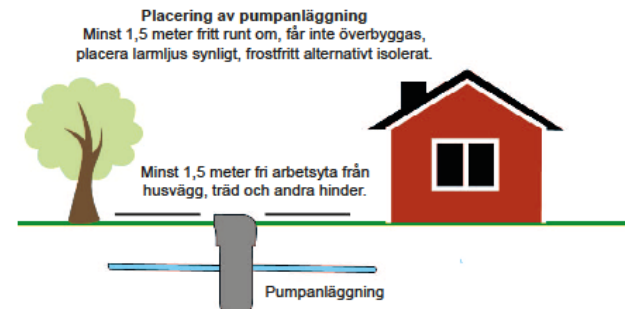 Placering av pumpanläggning
Minst 1,5 meter fritt runt om, får inte överbyggas,
placera larmljus synligt, frostfritt alternativt isolerat.
Minst 1,5 meter fri arbetsyta från
husvägg, träd och andra hinder.
Pumpanläggning